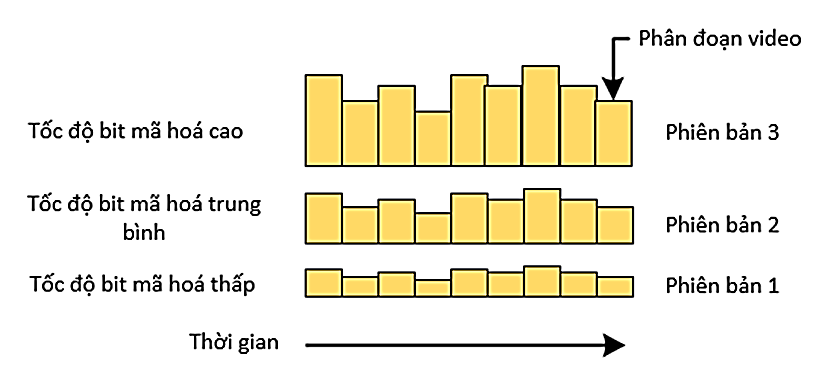 Phân đoạn video
Tốc độ bit mã hoá cao
Phiên bản 3
Tốc độ bit mã hoá trung
bình
Phiên bản 2
Tốc độ bit mã hoá thấp
Phiên bản 1
Thời gian